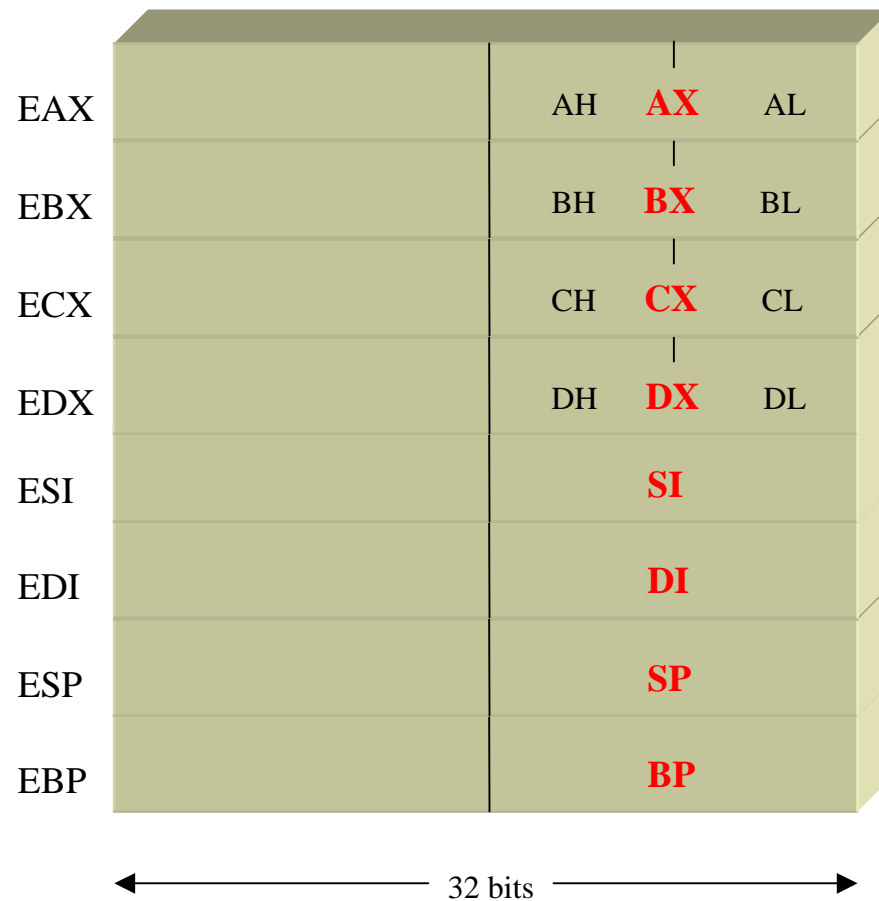 EAX AH AX AL
EBX BH BX BL
ECX CH CX CL
EDX DH DX DL
ESI SI
EDI DI
ESP SP
EBP BP
32 bits